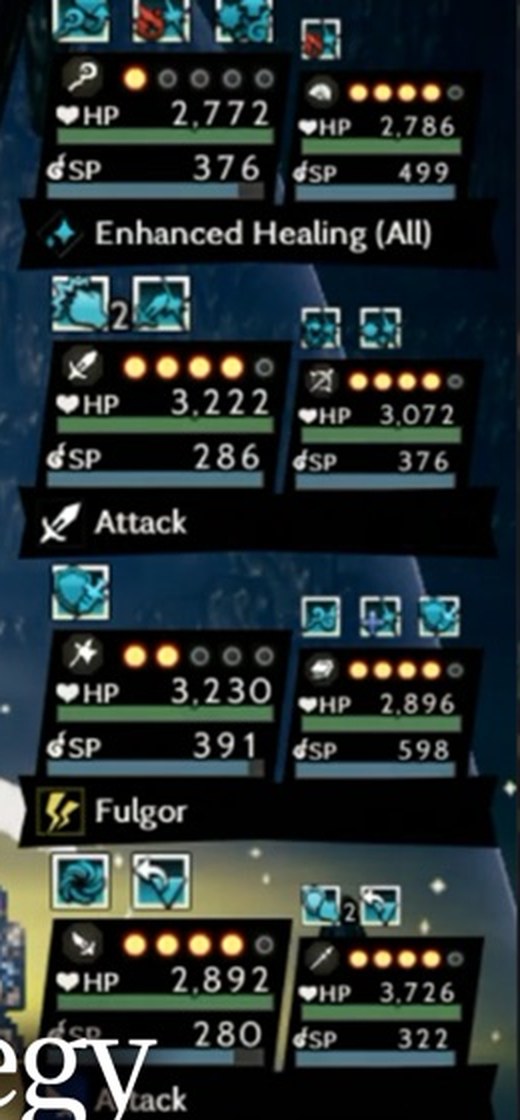 HP 2,772 HP 2,786
SP 376 SP 499
Enhanced Healing (All)
2
HP 3,222 HP 3,072
SP 286 SP 376
Attack
HP 3,230 HP 2,896
SP 391 SP 598
Fulgor
2
HP 2,892 HP 3,726
SP 280 SP 322
egy
Attack